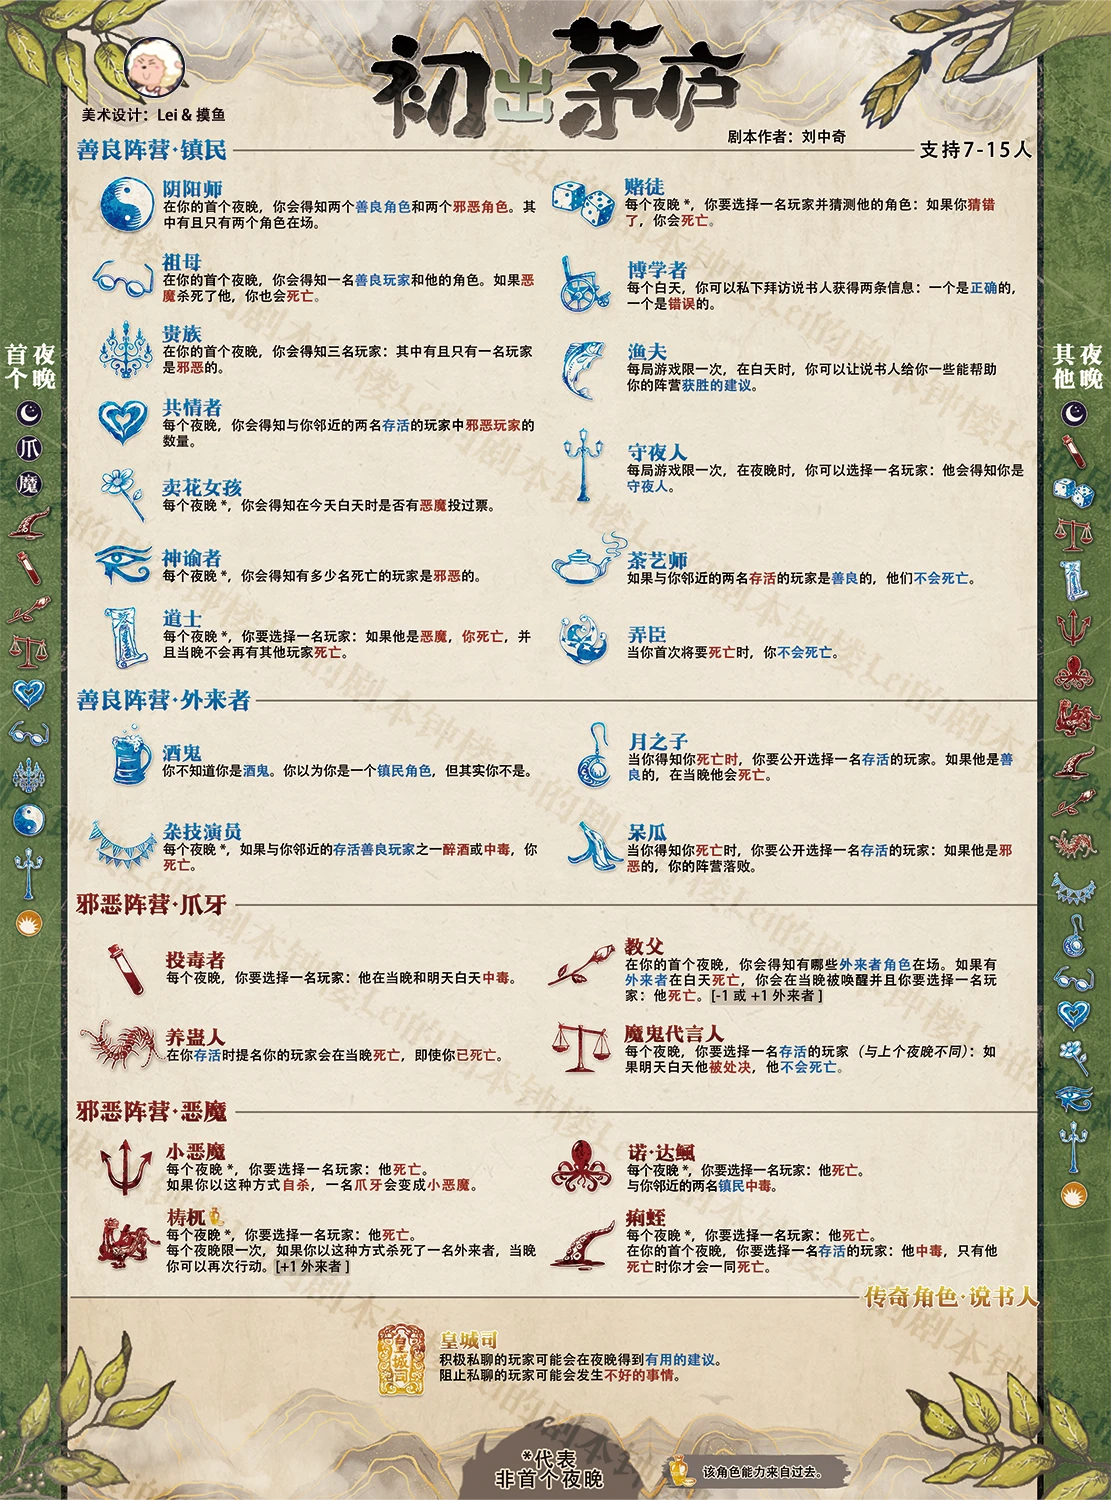 初出茅庐
美术设计：Lei & 摸鱼
剧本作者：刘中奇
善良阵营·镇民
支持7-15人
阴阳师
在你的首个夜晚，你会得知两个善良角色和两个邪恶角色。其
中有且只有两个角色在场。
祖母
在你的首个夜晚，你会得知一名善良玩家和他的角色。如果恶
魔杀死了他，你也会死亡。
贵族
在你的首个夜晚，你会得知三名玩家：其中有且只有一名玩家
是邪恶的。
共情者
每个夜晚，你会得知与你邻近的两名存活的玩家中邪恶玩家的
数量。
卖花女孩
每个夜晚*，你会得知在今天白天时是否有恶魔投过票。
神谕者
每个夜晚*，你会得知有多少名死亡的玩家是邪恶的。
道士
每个夜晚*，你要选择一名玩家：如果他是恶魔，你死亡，并
且当晚不会再有其他玩家死亡。
赌徒
每个夜晚*，你要选择一名玩家并猜测他的角色：如果你猜错
了，你会死亡。
博学者
每个白天，你可以私下拜访说书人获得两条信息：一个是正确的，
一个是错误的。
渔夫
每局游戏限一次，在白天时，你可以让说书人给你一些能帮助
你的阵营获胜的建议。
守夜人
每局游戏限一次，在夜晚时，你可以选择一名玩家：他会得知你是
守夜人。
茶艺师
如果与你邻近的两名存活的玩家是善良的，他们不会死亡。
弄臣
当你首次将要死亡时，你不会死亡。
善良阵营·外来者
酒鬼
你不知道你是酒鬼。你以为你是一个镇民角色，但其实你不是。
杂技演员
每个夜晚*，如果与你邻近的存活善良玩家之一醉酒或中毒，你
死亡。
月之子
当你得知你死亡时，你要公开选择一名存活的玩家。如果他是善
良的，在当晚他会死亡。
呆瓜
当你得知你死亡时，你要公开选择一名存活的玩家：如果他是邪
恶的，你的阵营落败。
邪恶阵营·爪牙
投毒者
每个夜晚，你要选择一名玩家：他在当晚和明天白天中毒。
养蛊人
在你存活时提名你的玩家会在当晚死亡，即使你已死亡。
教父
在你的首个夜晚，你会得知有哪些外来者角色在场。如果有
外来者在白天死亡，你会在当晚被唤醒并且你要选择一名玩
家：他死亡。[-1 或 +1 外来者]
魔鬼代言人
每个夜晚，你要选择一名存活的玩家（与上个夜晚不同）：如
果明天白天他被处决，他不会死亡。
邪恶阵营·恶魔
小恶魔
每个夜晚*，你要选择一名玩家：他死亡。
如果你以这种方式自杀，一名爪牙会变成小恶魔。
梼杌
每个夜晚*，你要选择一名玩家：他死亡。
每个夜晚限一次，如果你以这种方式杀死了一名外来者，当晚
你可以再次行动。[+1 外来者]
诺·达鲺
每个夜晚*，你要选择一名玩家：他死亡。
与你邻近的两名镇民中毒。
痢蛭
每个夜晚*，你要选择一名玩家：他死亡。
在你的首个夜晚，你要选择一名存活的玩家：他中毒，只有他
死亡时你才会一同死亡。
传奇角色·说书人
皇城司
皇城司
积极私聊的玩家可能会在夜晚得到有用的建议。
阻止私聊的玩家可能会发生不好的事情。
*代表
非首个夜晚
该角色能力来自过去。
首个夜晚
爪
魔
其他夜晚